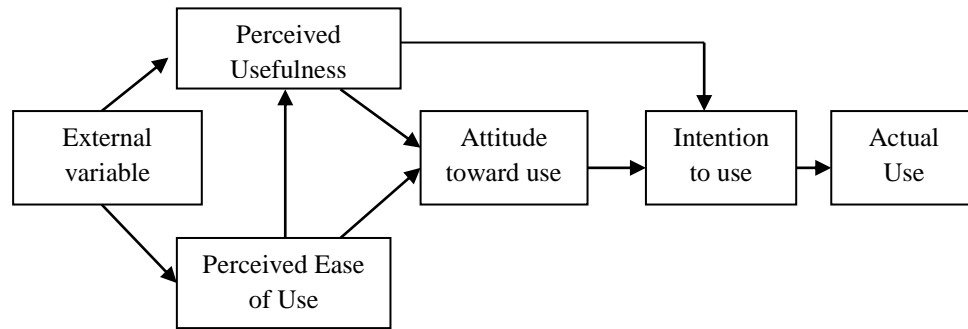 Perceived
Usefulness
External
variable
Attitude
toward use
Intention
to use
Actual
Use
Perceived Ease
of Use